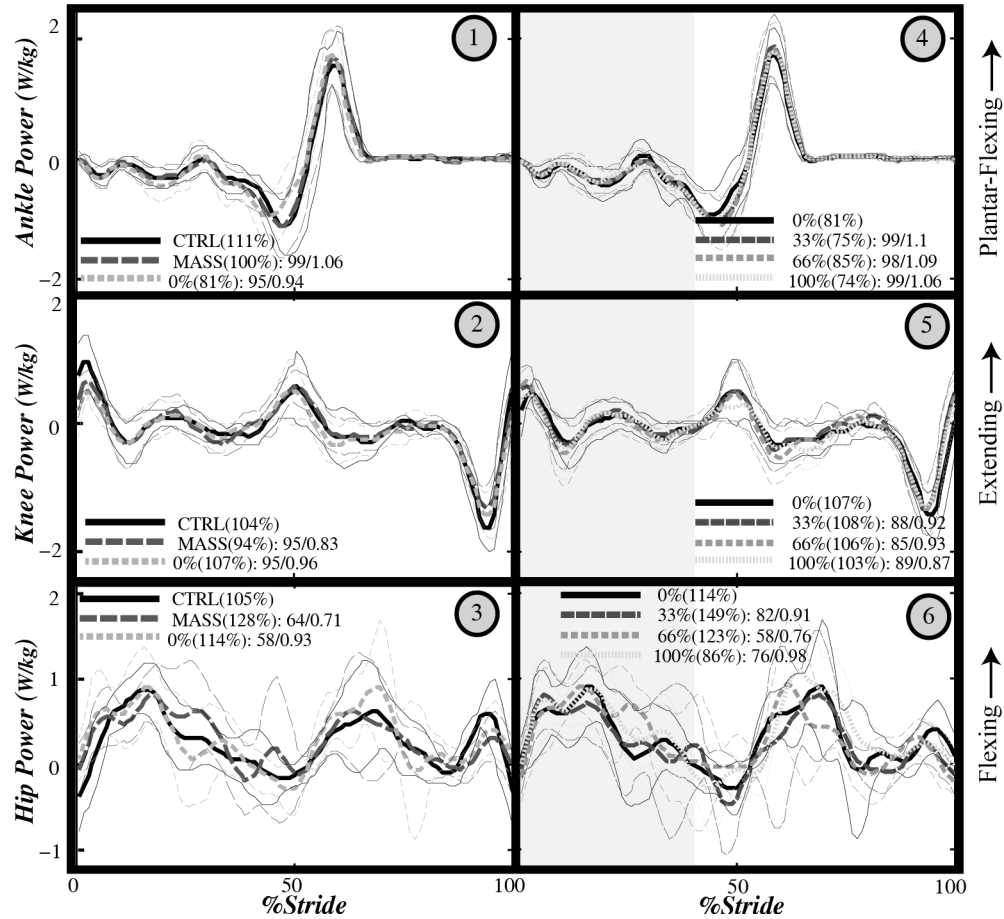 2
1
4
Ankle Power (W/kg)
0
CTRL(111%)
MASS(100%): 99/1.06
0%(81%): 95/0.94
0%(81%)
33%(75%): 99/1.1
66%(85%): 98/1.09
100%(74%): 99/1.06
Plantar-Flexing
−2
2
2
5
Knee Power (W/kg)
0
CTRL(104%)
MASS(94%): 95/0.83
0%(107%): 95/0.96
0%(107%)
33%(108%): 88/0.92
66%(106%): 85/0.93
100%(103%): 89/0.87
Extending
−2
2
CTRL(105%)
MASS(128%): 64/0.71
0%(114%): 58/0.93
3
0%(114%)
33%(149%): 82/0.91
66%(123%): 58/0.76
100%(86%): 76/0.98
6
Hip Power (W/kg)
1
0
−1
Flexing
0 50 100 50 100
%Stride %Stride